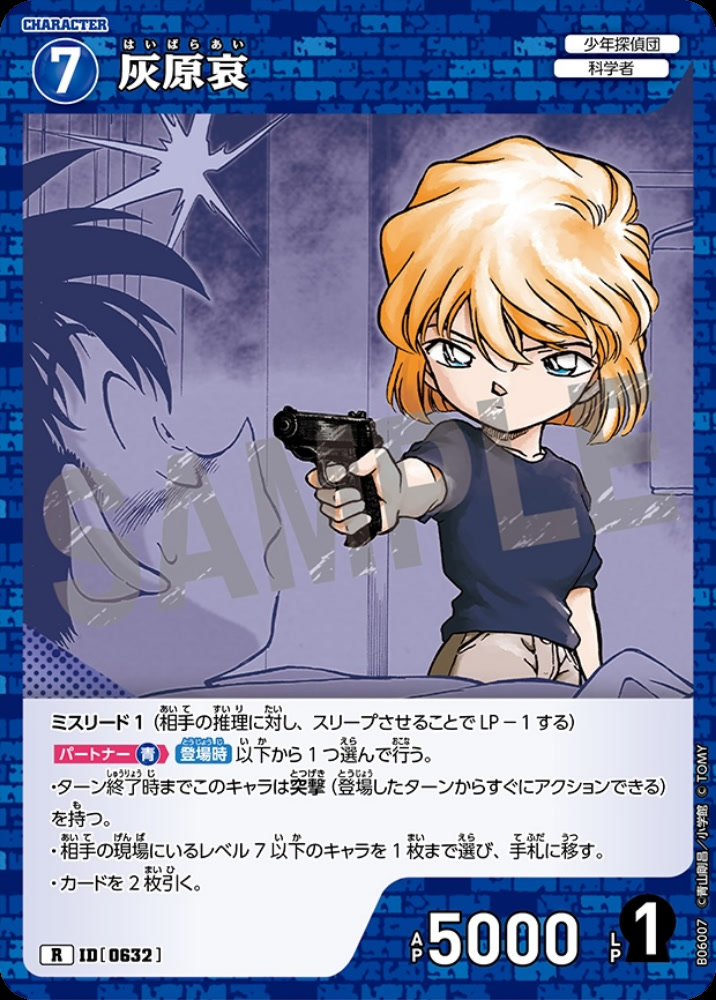 CHARACTER
7
はいばらあい
灰原哀
少年探偵団
科学者
SAMPLE
ミスリード1（相手の推理に対し、スリープさせることでLP－1する）
パートナー 青 登場時 以下から1つ選んで行う。
・ターン終了時までこのキャラは突撃（登場したターンからすぐにアクションできる）
を持つ。
・相手の現場にいるレベル7以下のキャラを1枚まで選び、手札に移す。
・カードを2枚引く。
R ID[0632]
AP 5000
LP 1
B06007 ©青山剛昌／小学館 ©TOMY